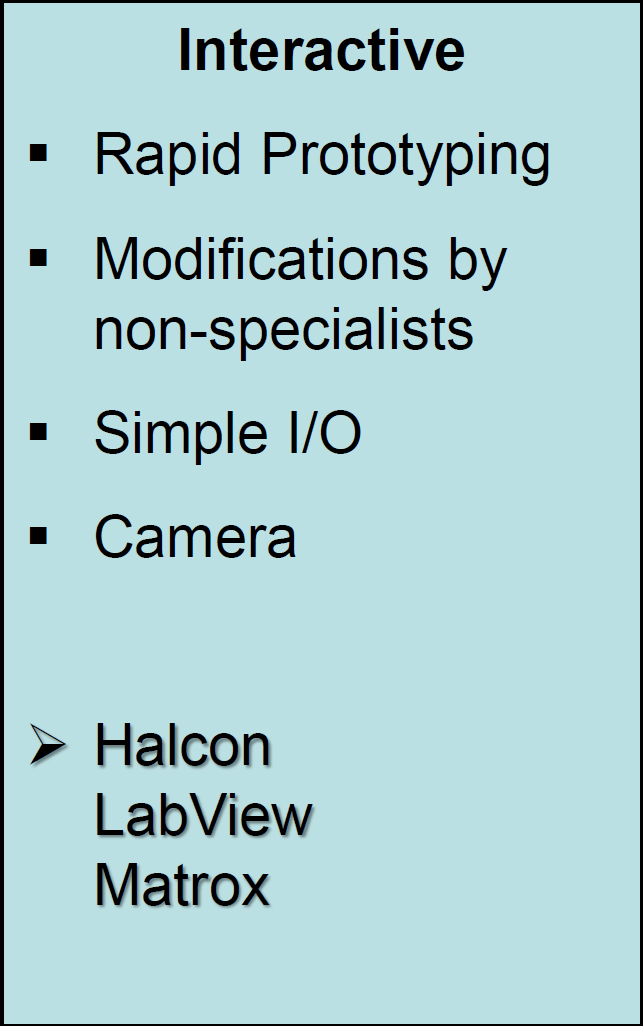 Interactive
▪ Rapid Prototyping
▪ Modifications by
non-specialists
▪ Simple I/O
▪ Camera
➢ Halcon
LabView
Matrox